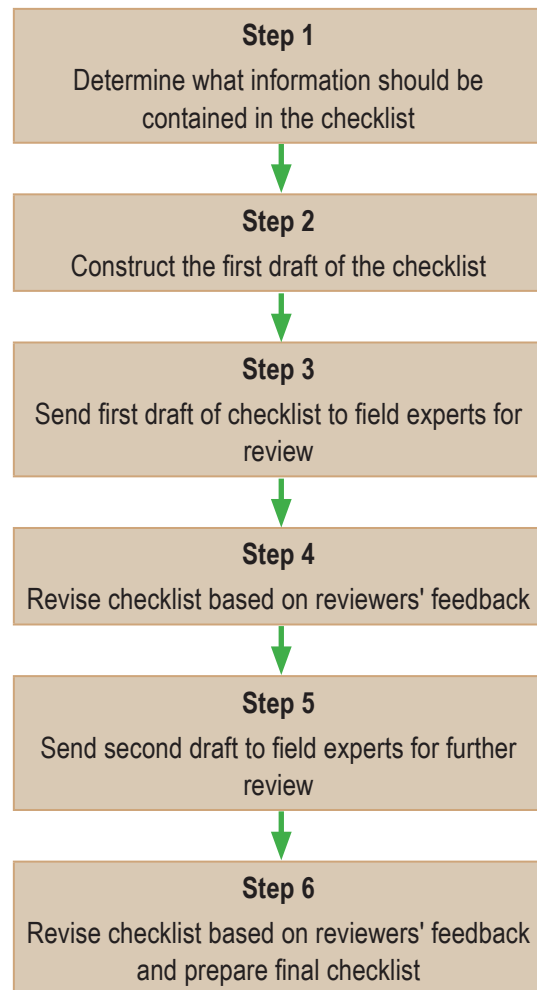 Step 1
Determine what information should be
contained in the checklist
Step 2
Construct the first draft of the checklist
Step 3
Send first draft of checklist to field experts for
review
Step 4
Revise checklist based on reviewers' feedback
Step 5
Send second draft to field experts for further
review
Step 6
Revise checklist based on reviewers' feedback
and prepare final checklist